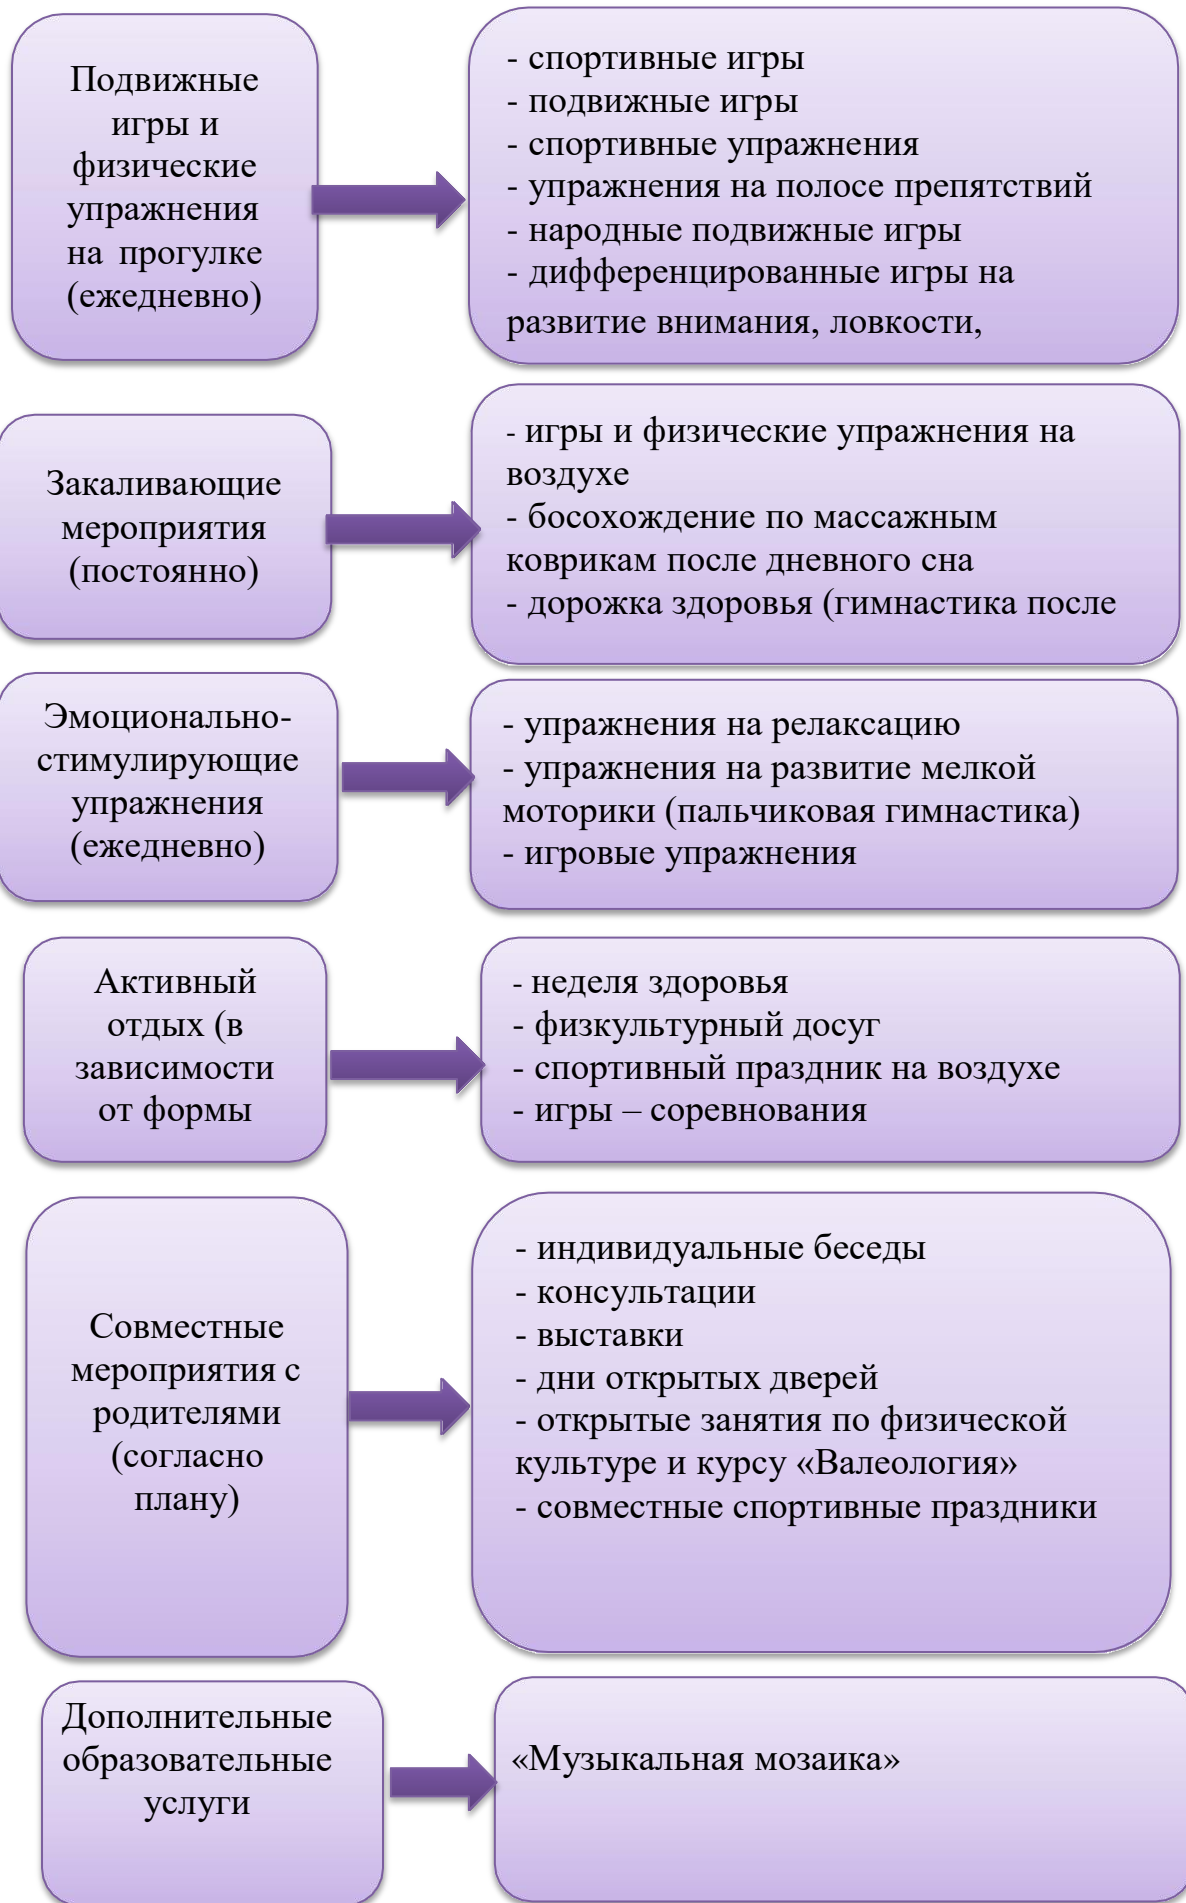 Подвижные
игры и
физические
упражнения
на прогулке
(ежедневно)
- спортивные игры
- подвижные игры
- спортивные упражнения
- упражнения на полосе препятствий
- народные подвижные игры
- дифференцированные игры на
развитие внимания, ловкости,
Закаливающие
мероприятия
(постоянно)
- игры и физические упражнения на
воздухе
- босохождение по массажным
коврикам после дневного сна
- дорожка здоровья (гимнастика после
Эмоционально-
стимулирующие
упражнения
(ежедневно)
- упражнения на релаксацию
- упражнения на развитие мелкой
моторики (пальчиковая гимнастика)
- игровые упражнения
Активный
отдых (в
зависимости
от формы
- неделя здоровья
- физкультурный досуг
- спортивный праздник на воздухе
- игры – соревнования
Совместные
мероприятия с
родителями
(согласно
плану)
- индивидуальные беседы
- консультации
- выставки
- дни открытых дверей
- открытые занятия по физической
культуре и курсу «Валеология»
- совместные спортивные праздники
Дополнительные
образовательные
услуги
«Музыкальная мозаика»